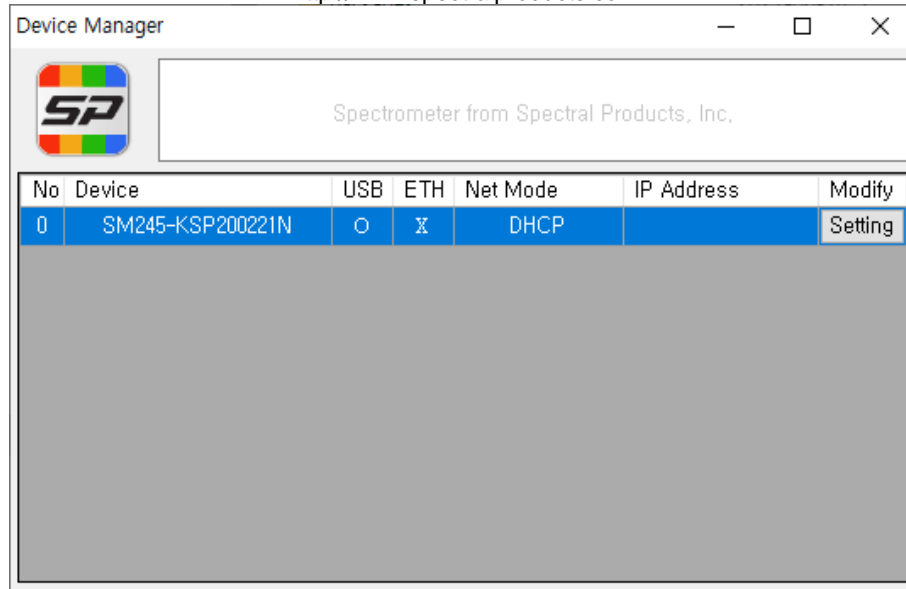 Device Manager
SP
Spectrometer from Spectral Products, Inc,
No Device USB ETH Net Mode IP Address Modify
0 SM245-KSP200221N O X DHCP Setting